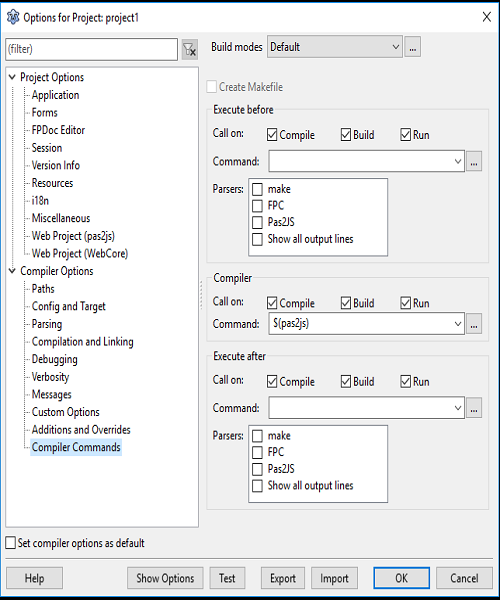 Options for Project: project1
(filter)
Build modes Default ...
Project Options
Application
Forms
FPDoc Editor
Session
Version Info
Resources
i18n
Miscellaneous
Web Project (pas2js)
Web Project (WebCore)
Compiler Options
Paths
Config and Target
Parsing
Compilation and Linking
Debugging
Verbosity
Messages
Custom Options
Additions and Overrides
Compiler Commands
Create Makefile
Execute before
Call on: Compile Build Run
Command: ...
Parsers: make
FPC
Pas2JS
Show all output lines
Compiler
Call on: Compile Build Run
Command: $(pas2js) ...
Execute after
Call on: Compile Build Run
Command: ...
Parsers: make
FPC
Pas2JS
Show all output lines
Set compiler options as default
Help Show Options Test Export Import OK Cancel